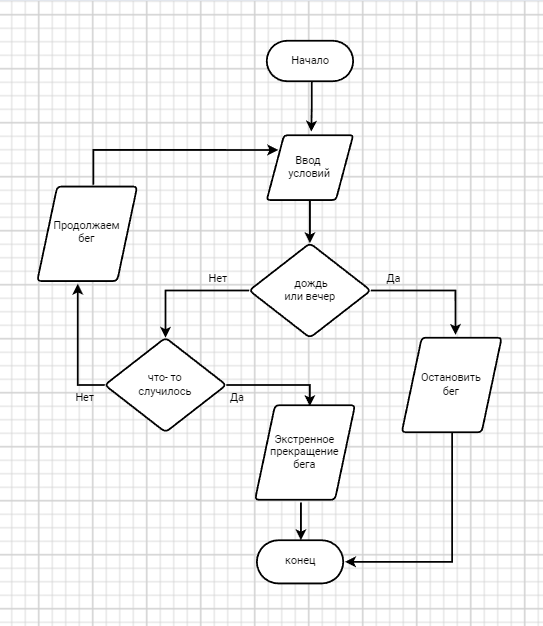 Начало
Ввод
условий
Продолжаем
бег
дождь
или вечер
Нет
Да
что- то
случилось
Остановить
бег
Нет
Да
Экстренное
прекращение
бега
конец